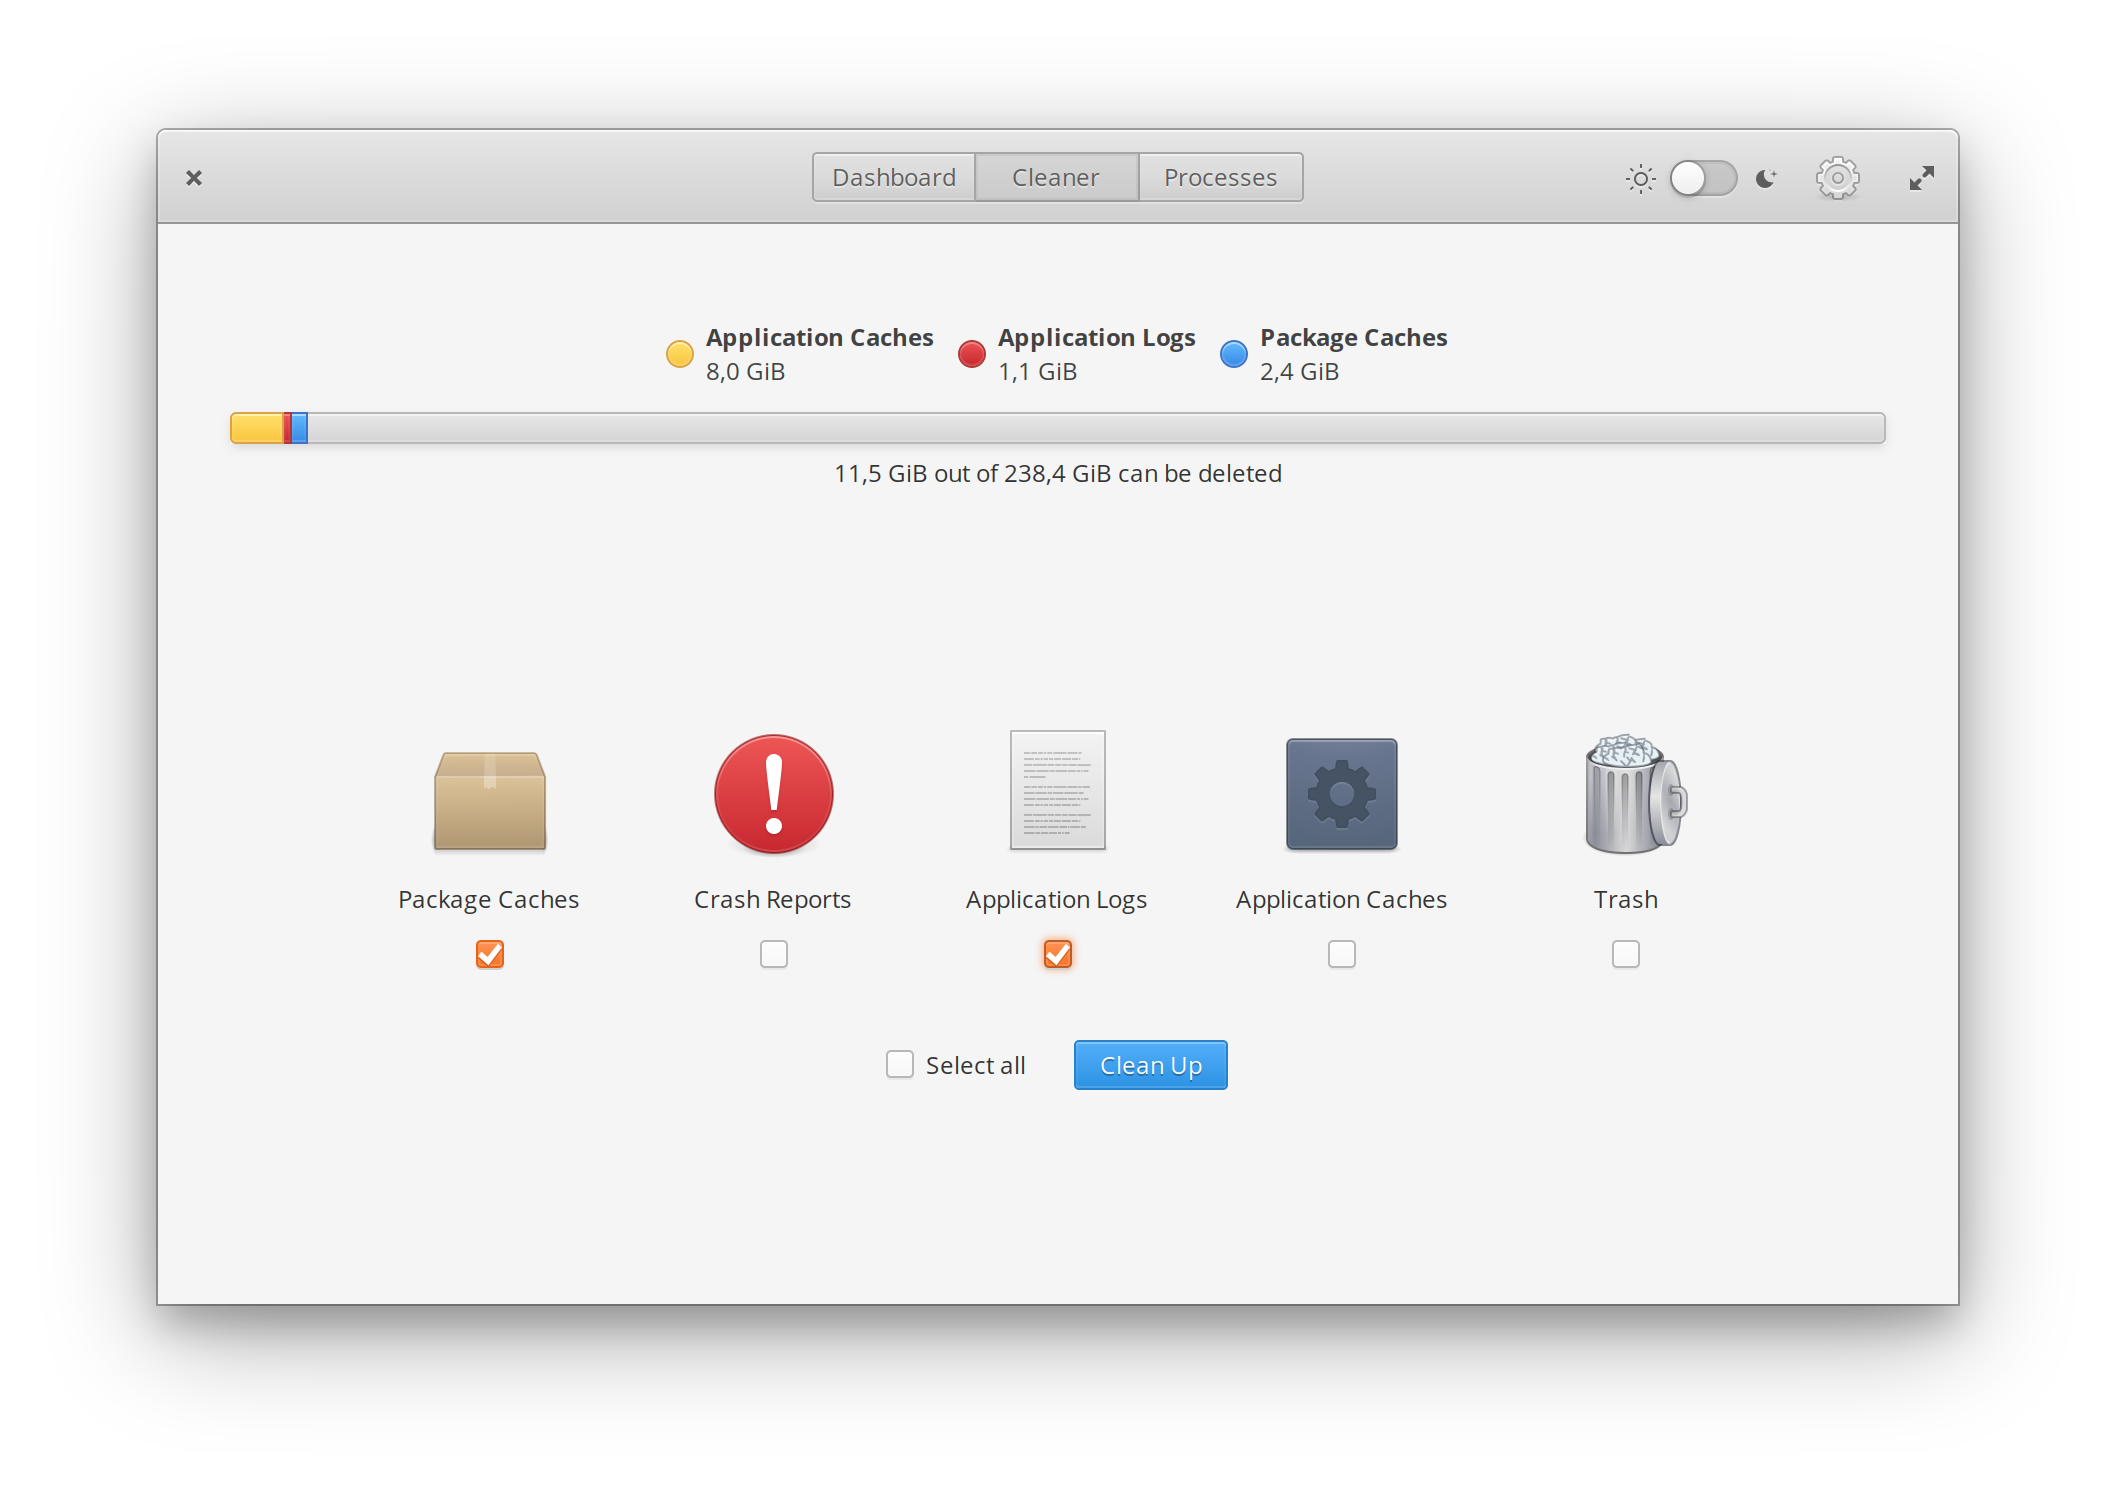 Dashboard
Cleaner
Processes
Application Caches
8,0 GiB
Application Logs
1,1 GiB
Package Caches
2,4 GiB
11,5 GiB out of 238,4 GiB can be deleted
Package Caches
Crash Reports
Application Logs
Application Caches
Trash
Select all
Clean Up